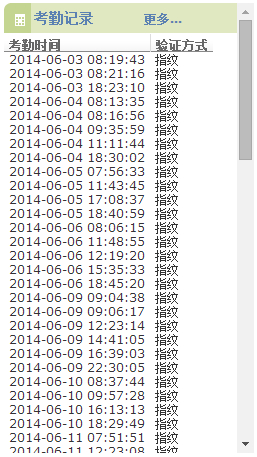 考勤记录 更多...
考勤时间 验证方式
2014-06-03 08:19:43 指纹
2014-06-03 08:21:16 指纹
2014-06-03 18:23:10 指纹
2014-06-04 08:13:35 指纹
2014-06-04 08:16:56 指纹
2014-06-04 09:35:59 指纹
2014-06-04 11:11:44 指纹
2014-06-04 18:30:02 指纹
2014-06-05 07:56:33 指纹
2014-06-05 11:43:45 指纹
2014-06-05 17:08:37 指纹
2014-06-05 18:40:59 指纹
2014-06-06 08:06:15 指纹
2014-06-06 11:48:55 指纹
2014-06-06 12:19:20 指纹
2014-06-06 15:35:33 指纹
2014-06-06 18:45:20 指纹
2014-06-09 09:04:38 指纹
2014-06-09 09:06:17 指纹
2014-06-09 12:23:14 指纹
2014-06-09 14:41:05 指纹
2014-06-09 16:39:03 指纹
2014-06-09 22:30:05 指纹
2014-06-10 08:37:44 指纹
2014-06-10 09:57:28 指纹
2014-06-10 16:13:13 指纹
2014-06-10 18:29:49 指纹
2014-06-11 07:51:51 指纹
2014-06-11 12:23:08 指纹